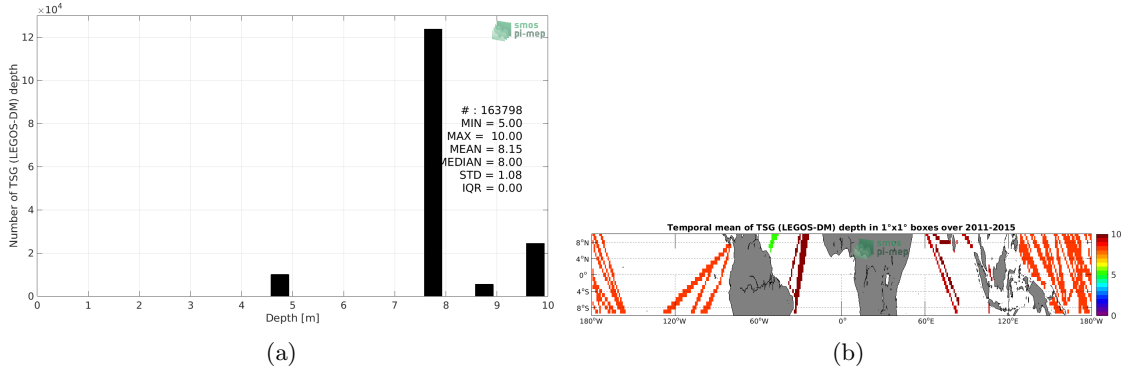 ×10⁴
12
10
8
6
4
2
0
Number of TSG (LEGOS-DM) depth
smos
pi-mep
# : 163798
MIN = 5.00
MAX = 10.00
MEAN = 8.15
MEDIAN = 8.00
STD = 1.08
IQR = 0.00
0 1 2 3 4 5 6 7 8 9 10
Depth [m]
(a)
Temporal mean of TSG (LEGOS-DM) depth in 1°x1° boxes over 2011-2015
smos
pi-mep
8°N
4°N
0°
4°S
8°S
180°W 120°W 60°W 0° 60°E 120°E 180°W
10
5
0
(b)